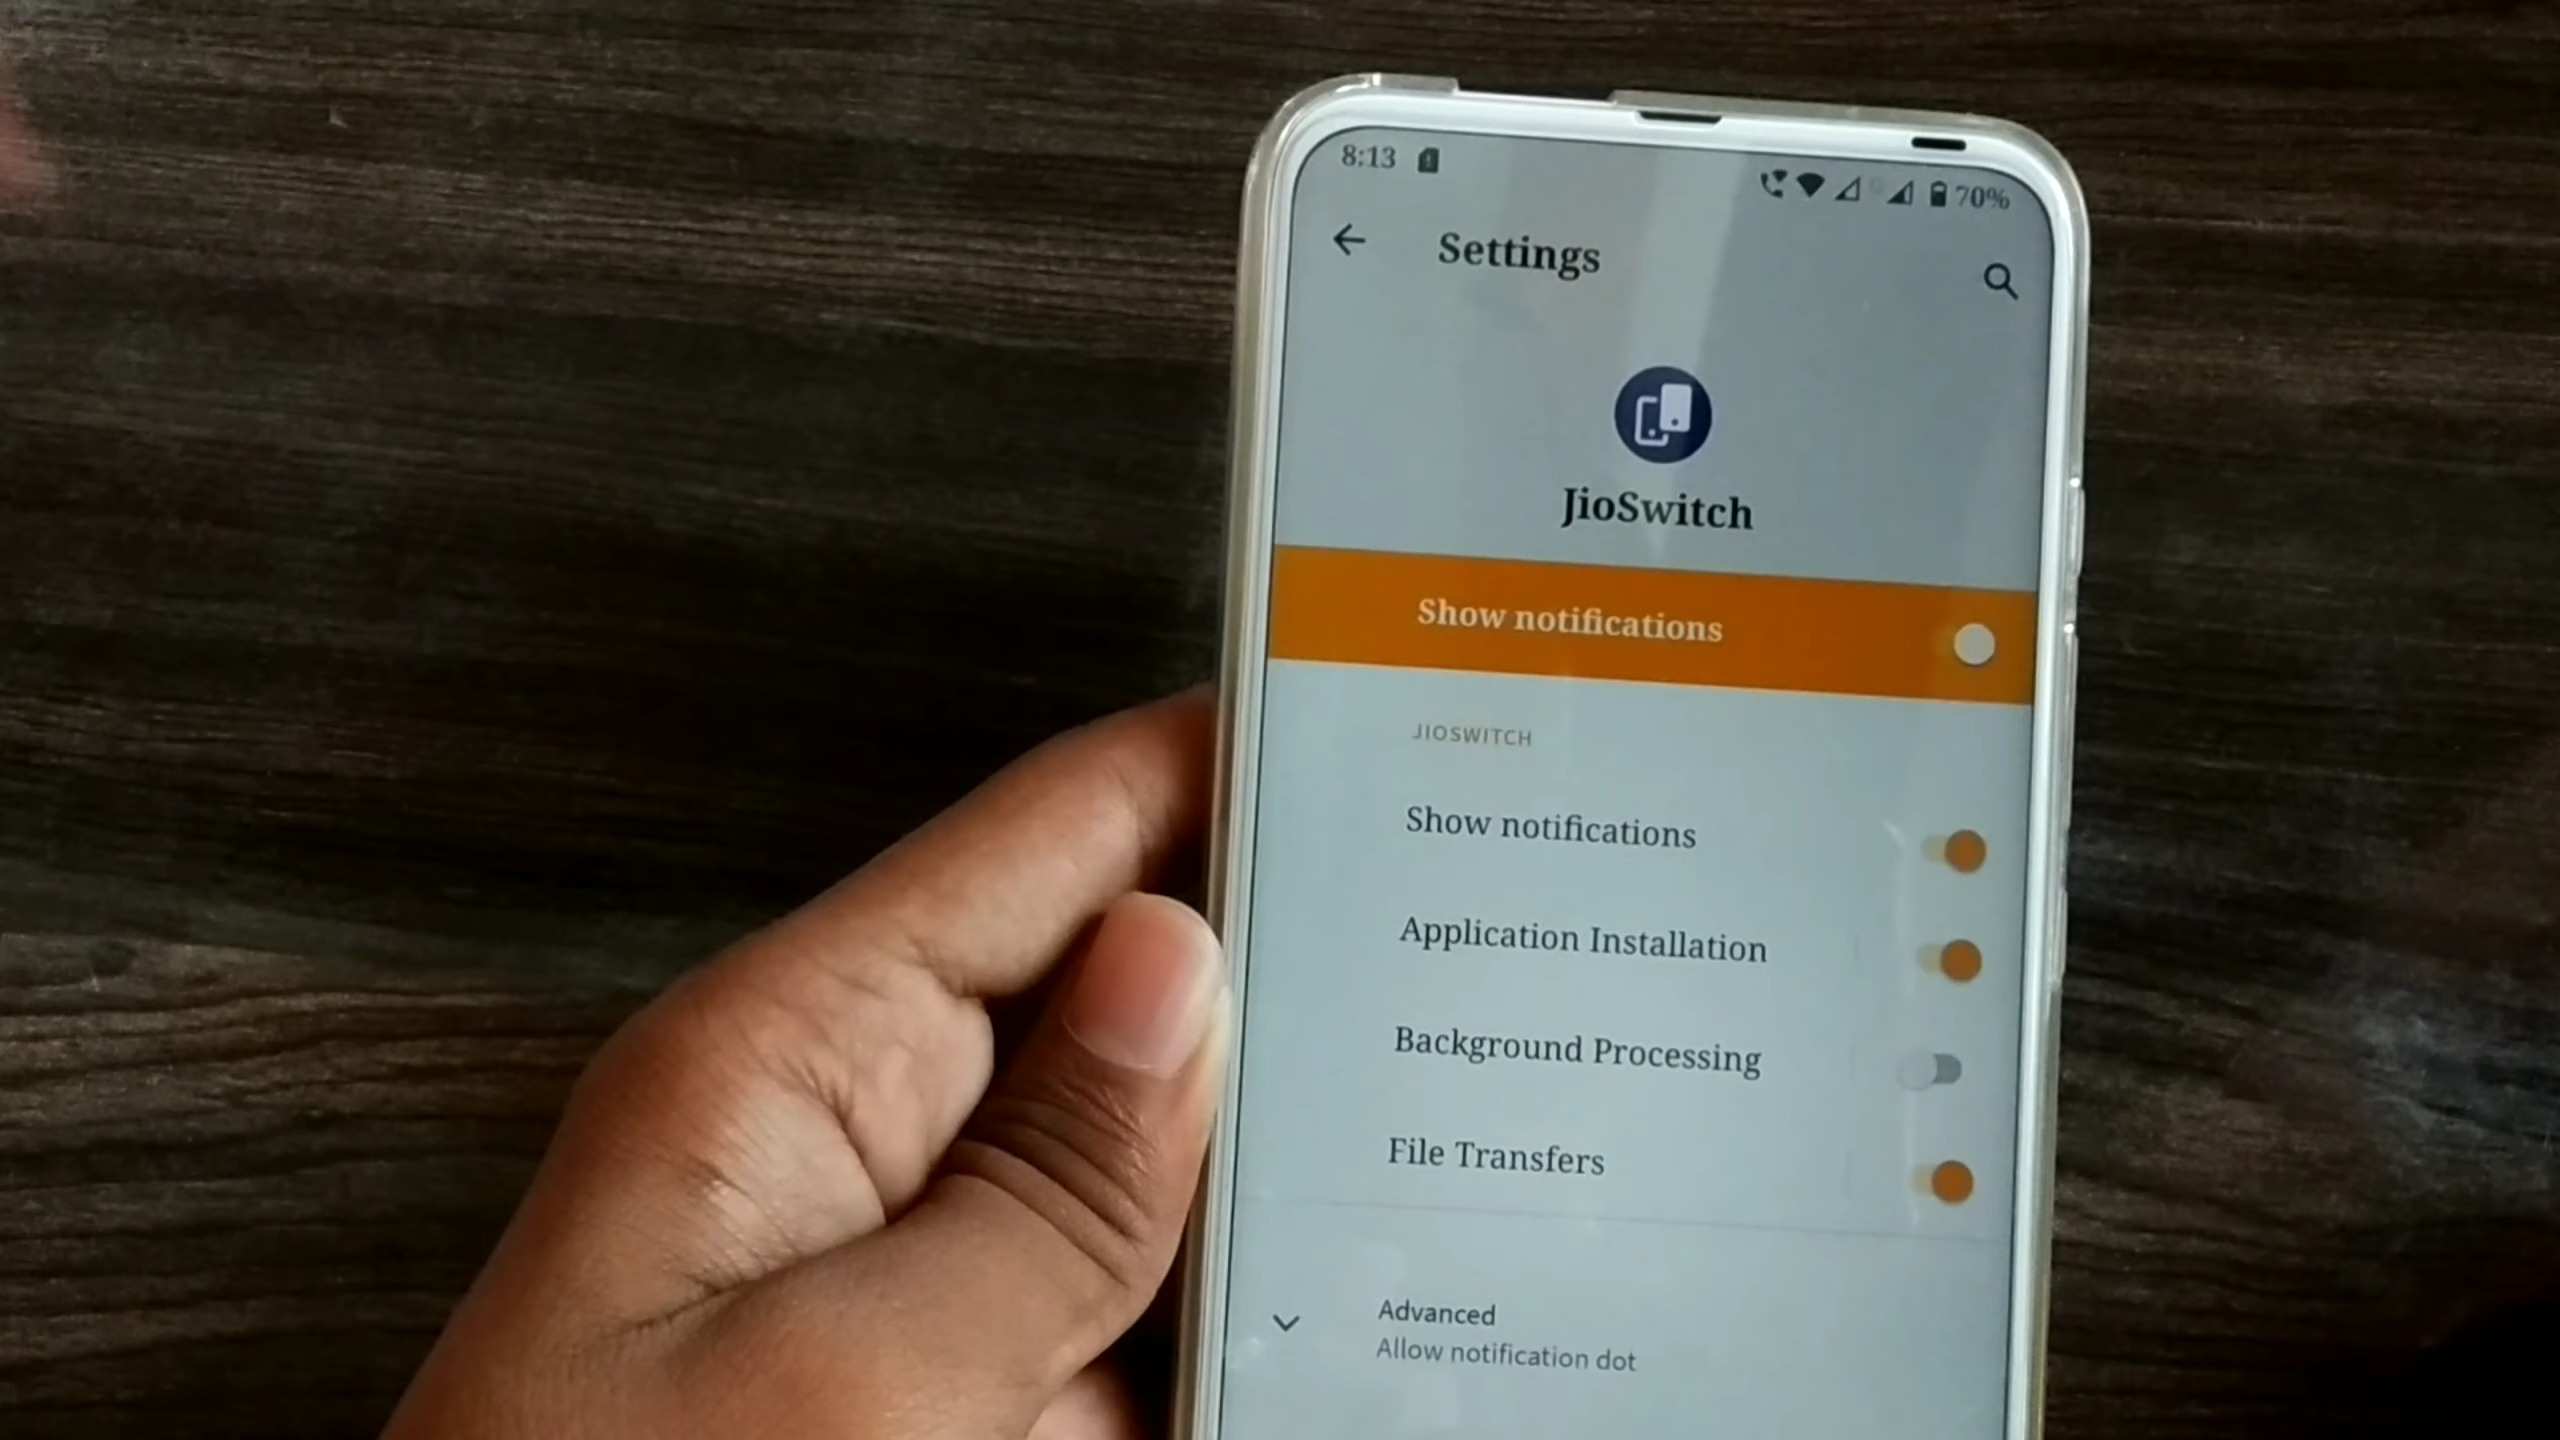 8:13
70%
Settings
JioSwitch
Show notifications
JIOSWITCH
Show notifications
Application Installation
Background Processing
File Transfers
Advanced
Allow notification dot